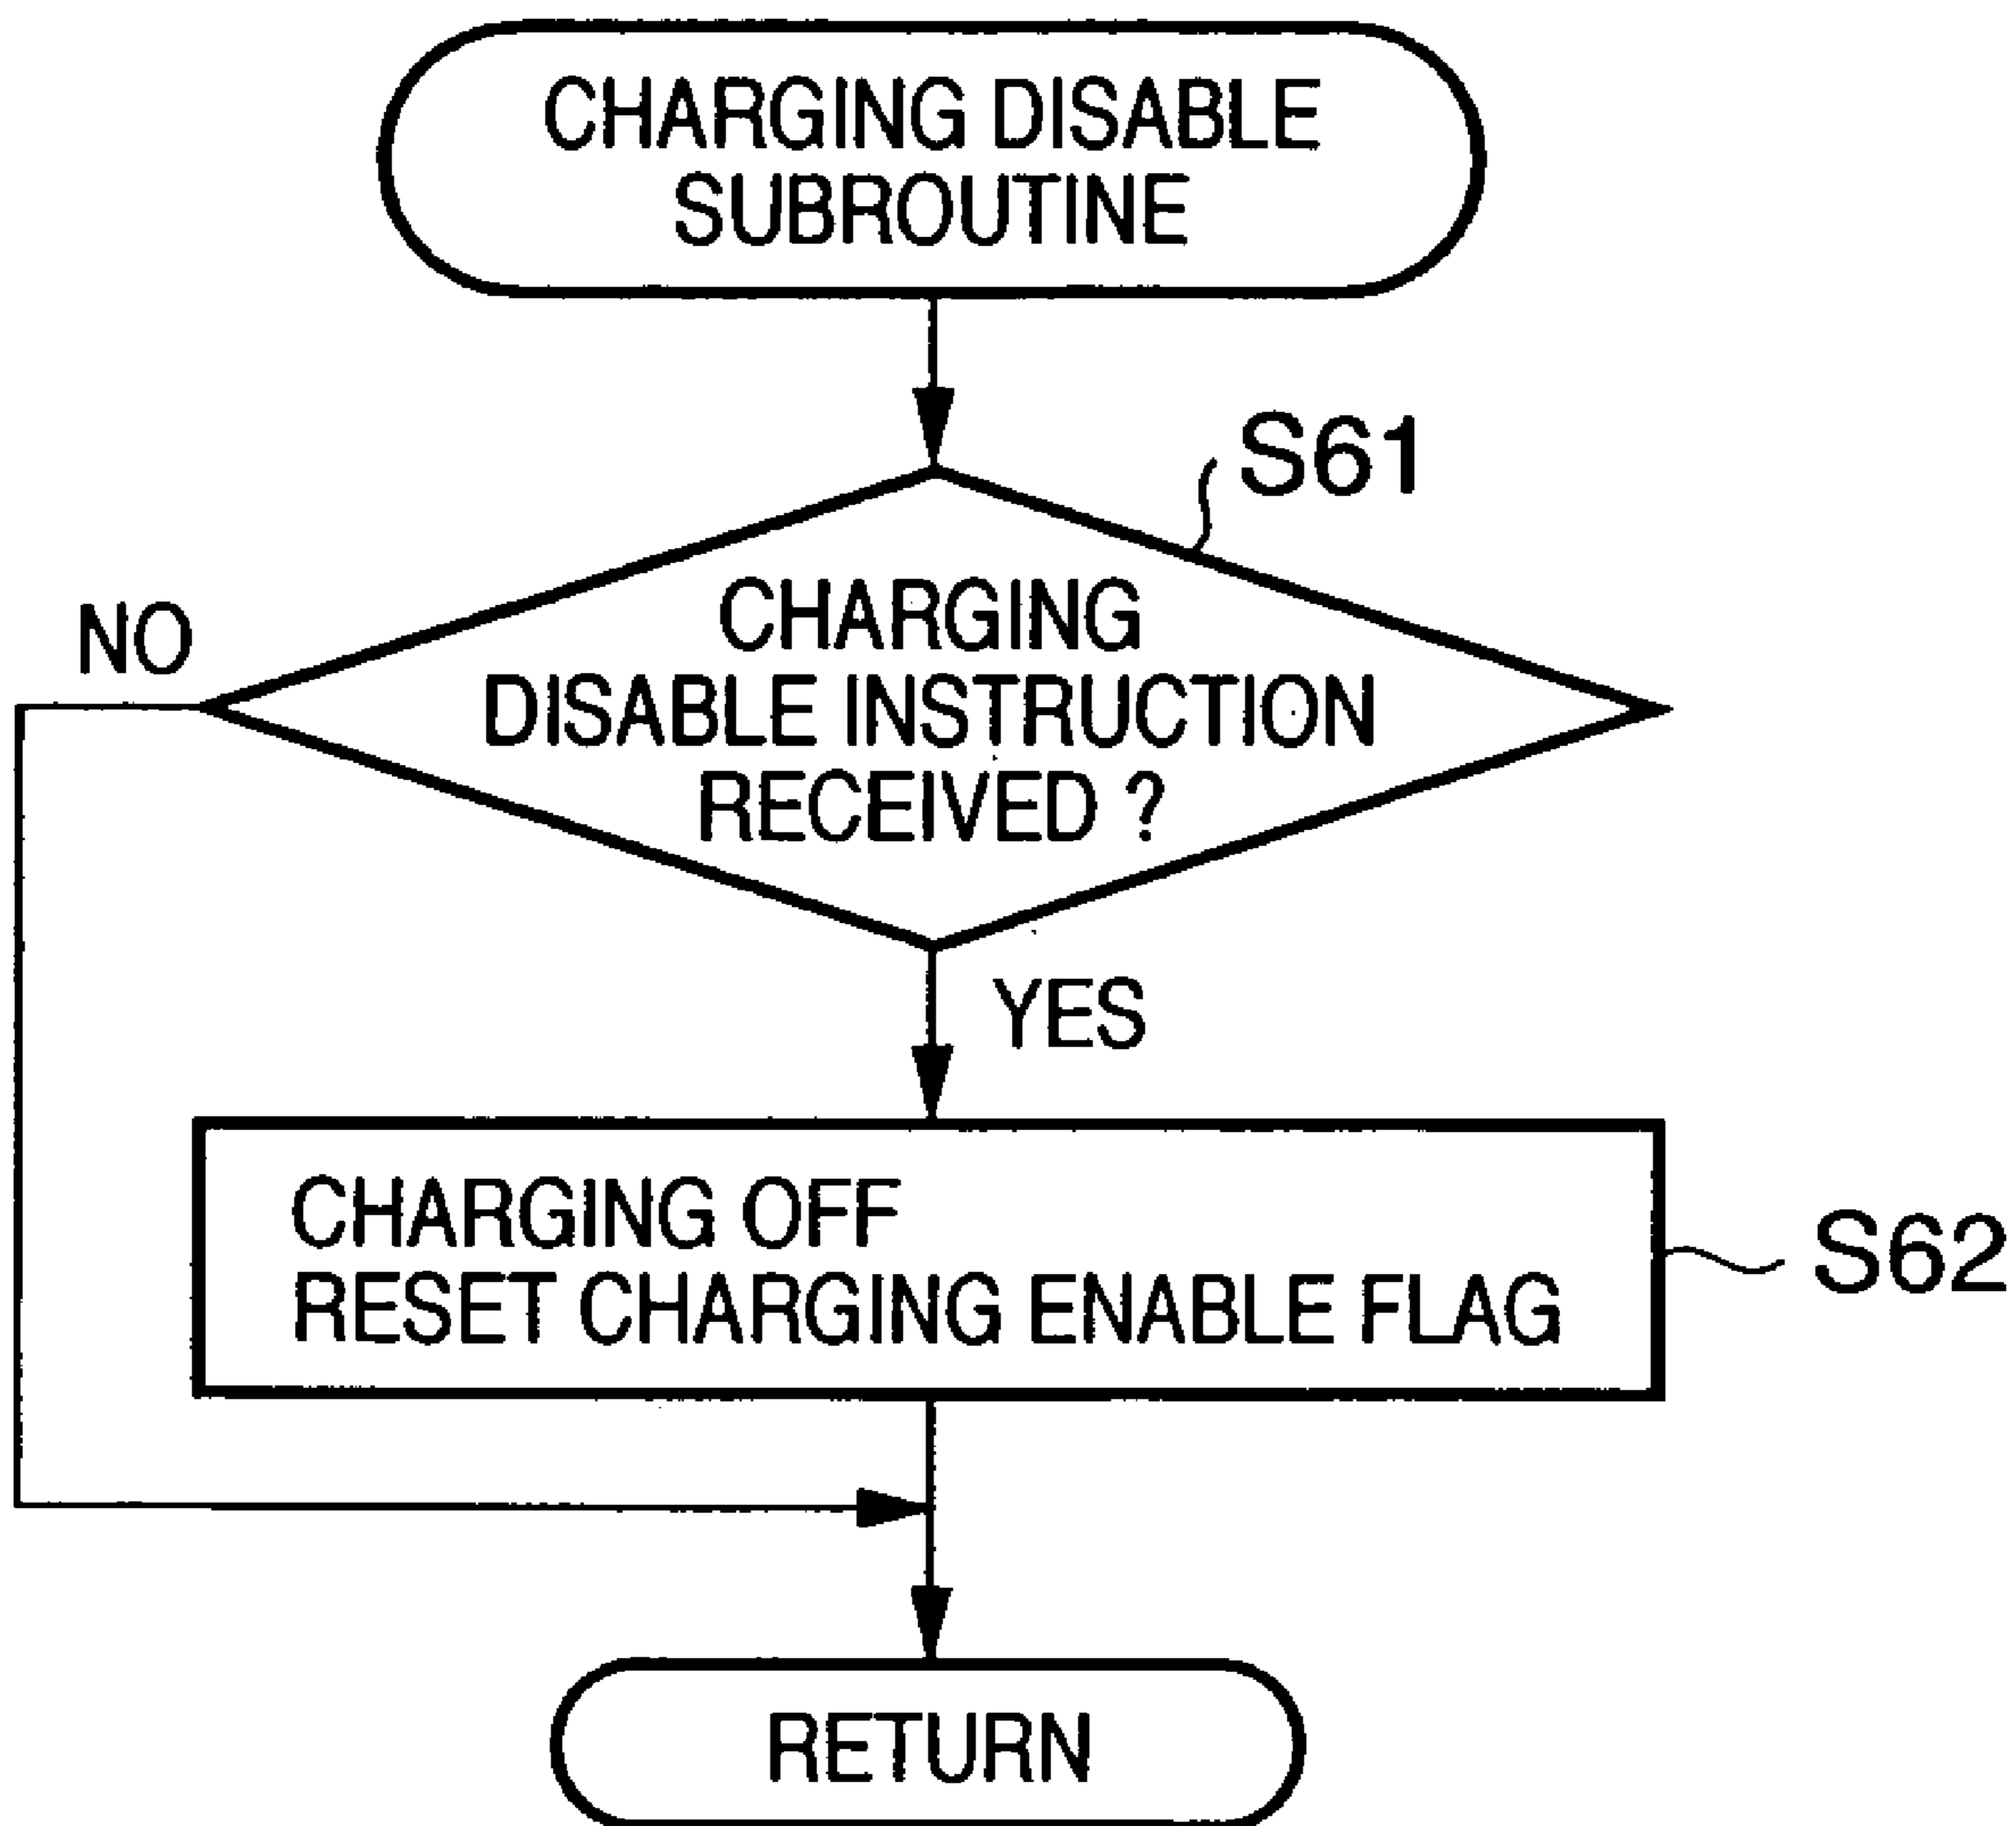 CHARGING DISABLE
SUBROUTINE
S61
CHARGING
DISABLE INSTRUCTION
RECEIVED ?
NO
YES
CHARGING OFF
RESET CHARGING ENABLE FLAG
S62
RETURN